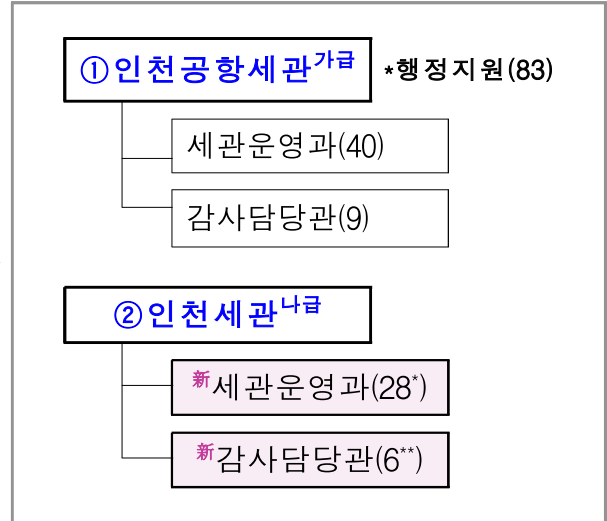 ①인천공항세관가급 *행정지원(83)
세관운영과(40)
감사담당관(9)
②인천세관나급
新세관운영과(28*)
新감사담당관(6**)